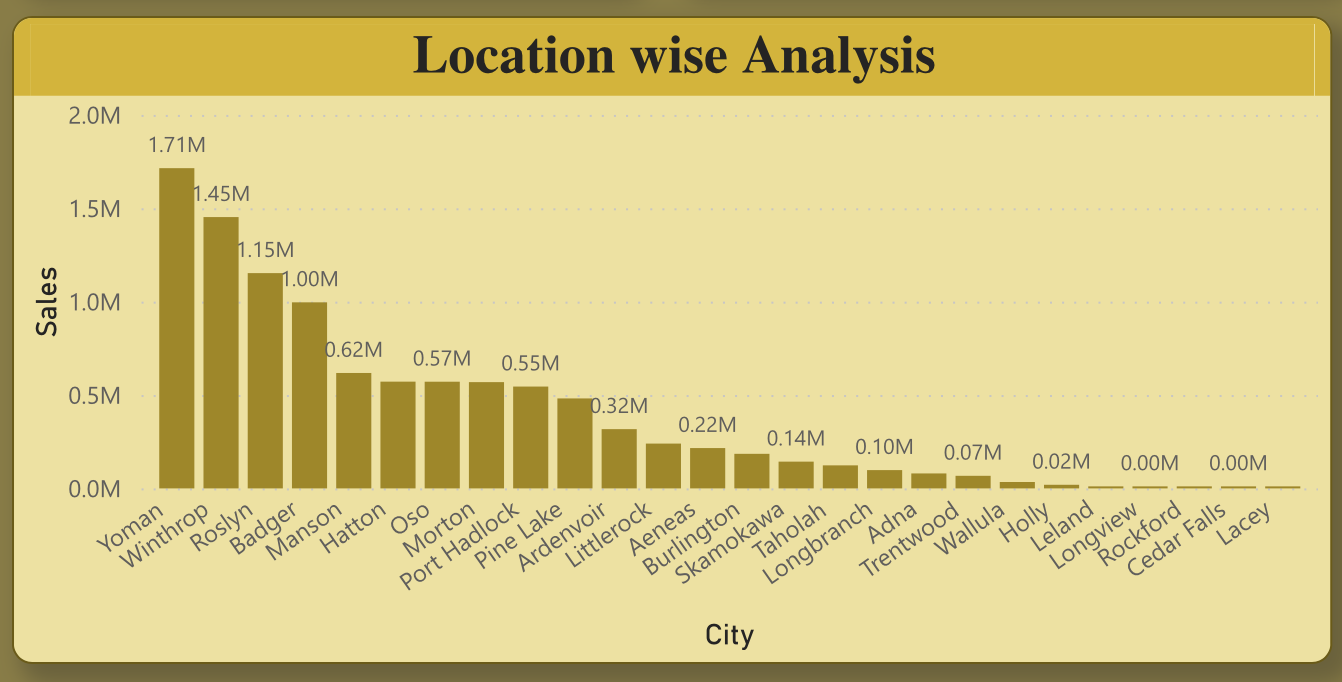 Location wise Analysis
2.0M
1.5M
1.0M
0.5M
0.0M
Sales
1.71M
1.45M
1.15M
1.00M
0.62M
0.57M
0.55M
0.32M
0.22M
0.14M
0.10M
0.07M
0.02M
0.00M
0.00M
Yoman
Winthrop
Roslyn
Badger
Manson
Hatton
Oso
Morton
Port Hadlock
Pine Lake
Ardenvoir
Littlerock
Aeneas
Burlington
Skamokawa
Taholah
Longbranch
Adna
Trentwood
Wallula
Holly
Leland
Longview
Rockford
Cedar Falls
Lacey
City